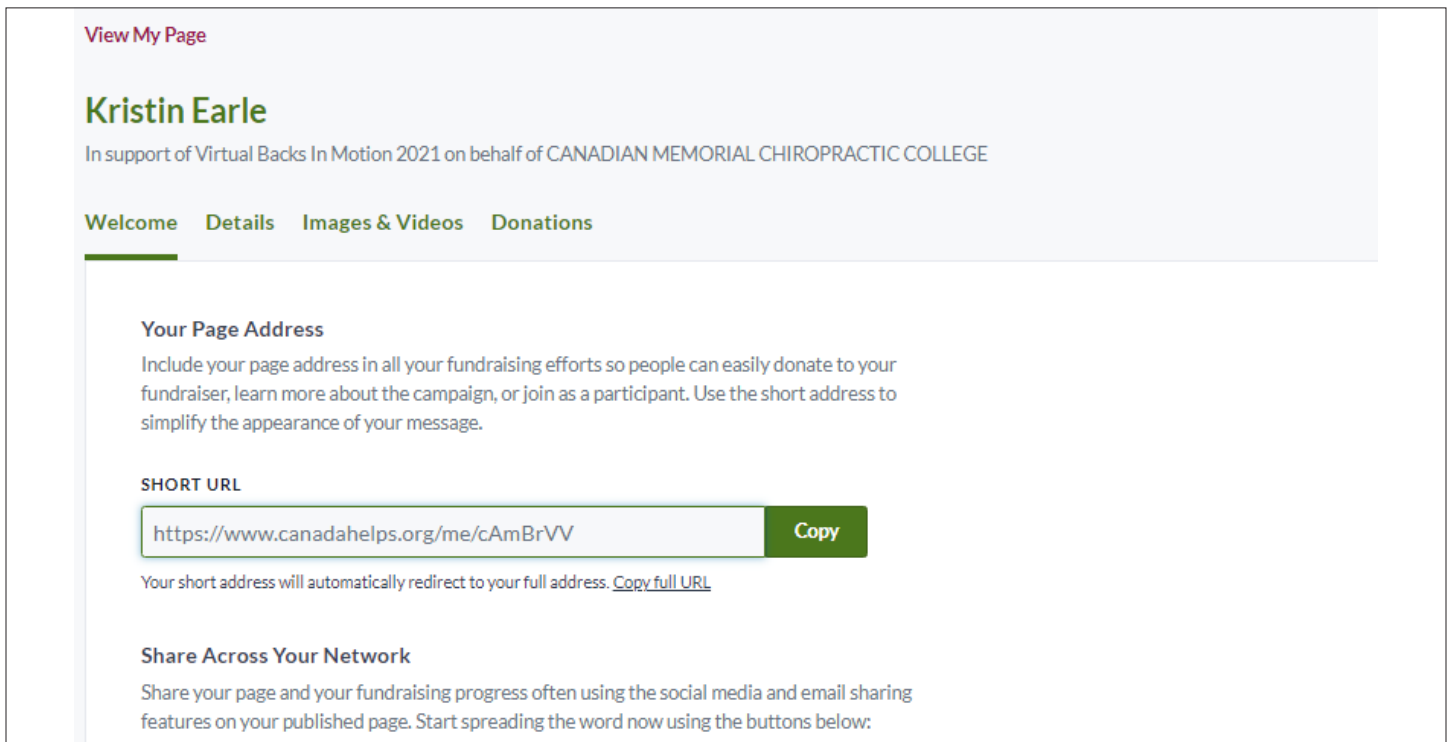 View My Page
Kristin Earle
In support of Virtual Backs In Motion 2021 on behalf of CANADIAN MEMORIAL CHIROPRACTIC COLLEGE
Welcome Details Images & Videos Donations
Your Page Address
Include your page address in all your fundraising efforts so people can easily donate to your
fundraiser, learn more about the campaign, or join as a participant. Use the short address to
simplify the appearance of your message.
SHORT URL
https://www.canadahelps.org/me/cAmBrVV Copy
Your short address will automatically redirect to your full address. Copy full URL
Share Across Your Network
Share your page and your fundraising progress often using the social media and email sharing
features on your published page. Start spreading the word now using the buttons below: